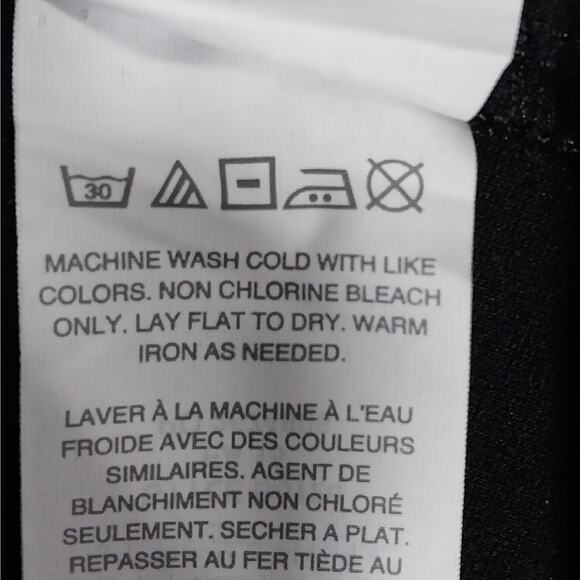 30
MACHINE WASH COLD WITH LIKE
COLORS. NON CHLORINE BLEACH
ONLY. LAY FLAT TO DRY. WARM
IRON AS NEEDED.
LAVER À LA MACHINE À L'EAU
FROIDE AVEC DES COULEURS
SIMILAIRES. AGENT DE
BLANCHIMENT NON CHLORÉ
SEULEMENT. SECHER A PLAT.
REPASSER AU FER TIÈDE AU